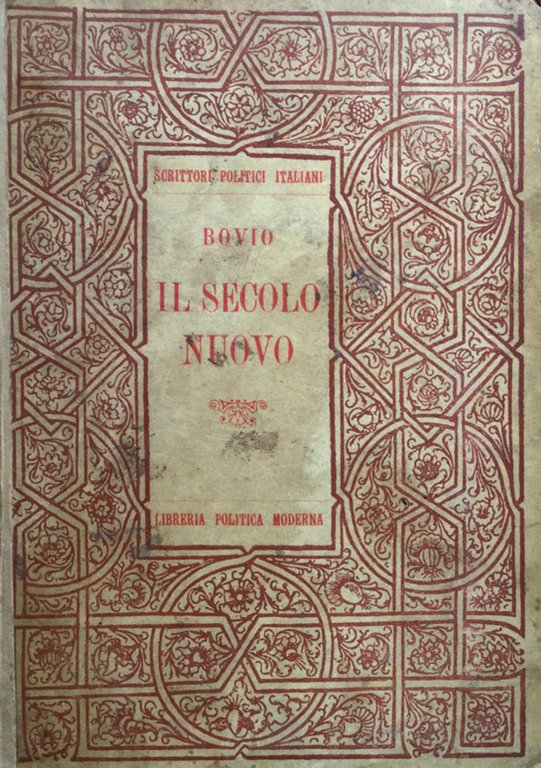 SCRITTORI POLITICI ITALIANI
BOVIO
IL SECOLO
NUOVO
LIBRERIA POLITICA MODERNA